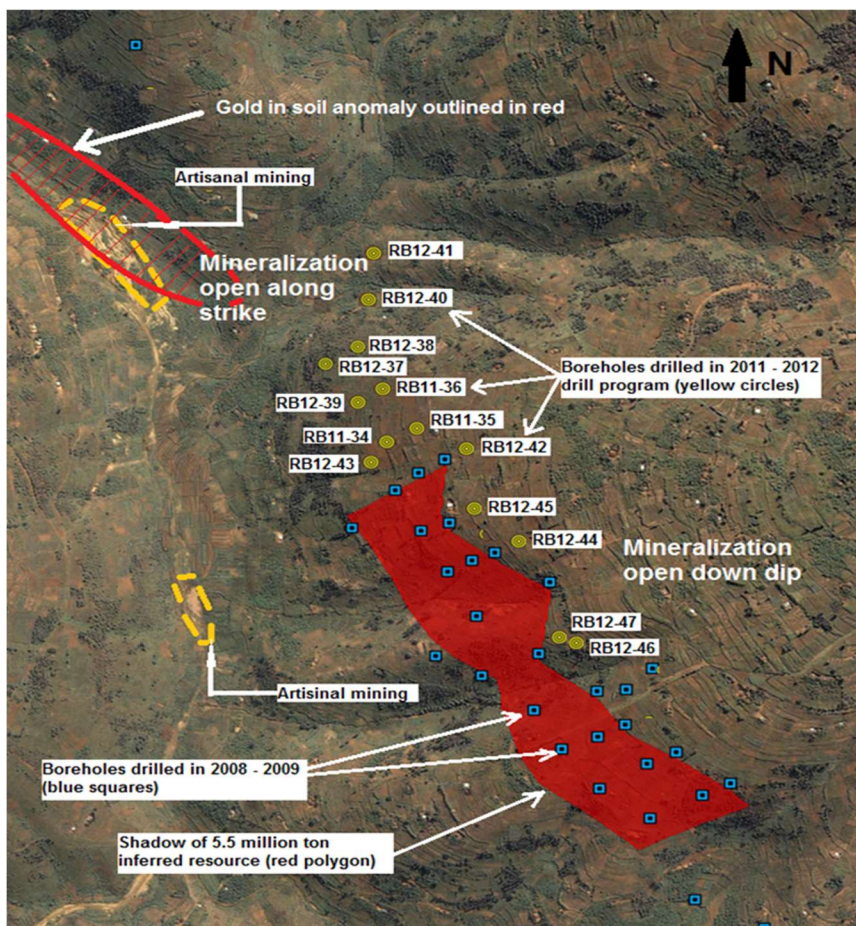 N
Gold in soil anomaly outlined in red
Artisanal mining
Mineralization
open along
strike
RB12-41
RB12-40
RB12-38
RB12-37
RB11-36
Boreholes drilled in 2011 - 2012
drill program (yellow circles)
RB12-39
RB11-35
RB11-34
RB12-42
RB12-43
RB12-45
RB12-44
Mineralization
open down dip
RB12-47
RB12-46
Artisinal mining
Boreholes drilled in 2008 - 2009
(blue squares)
Shadow of 5.5 million ton
inferred resource (red polygon)